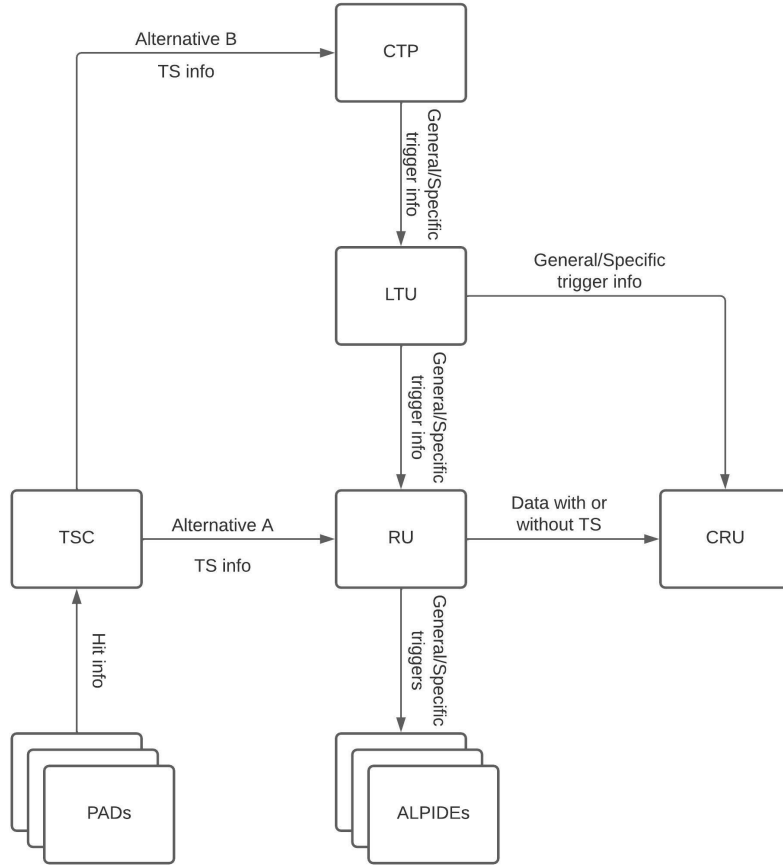 Alternative B
TS info
CTP
General/Specific
trigger info
LTU
General/Specific
trigger info
General/Specific
trigger info
TSC
Alternative A
TS info
RU
Data with or
without TS
CRU
Hit info
General/Specific
triggers
PADs
ALPIDEs